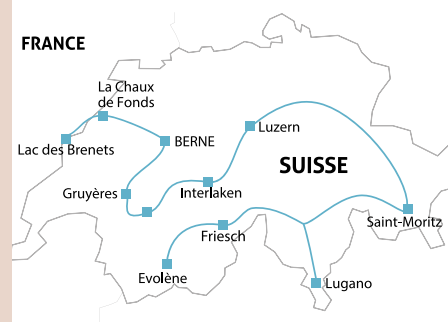 FRANCE
La Chaux
de Fonds
Luzern
BERNE
Lac des Brenets
SUISSE
Gruyères
Interlaken
Saint-Moritz
Friesch
Evolène
Lugano